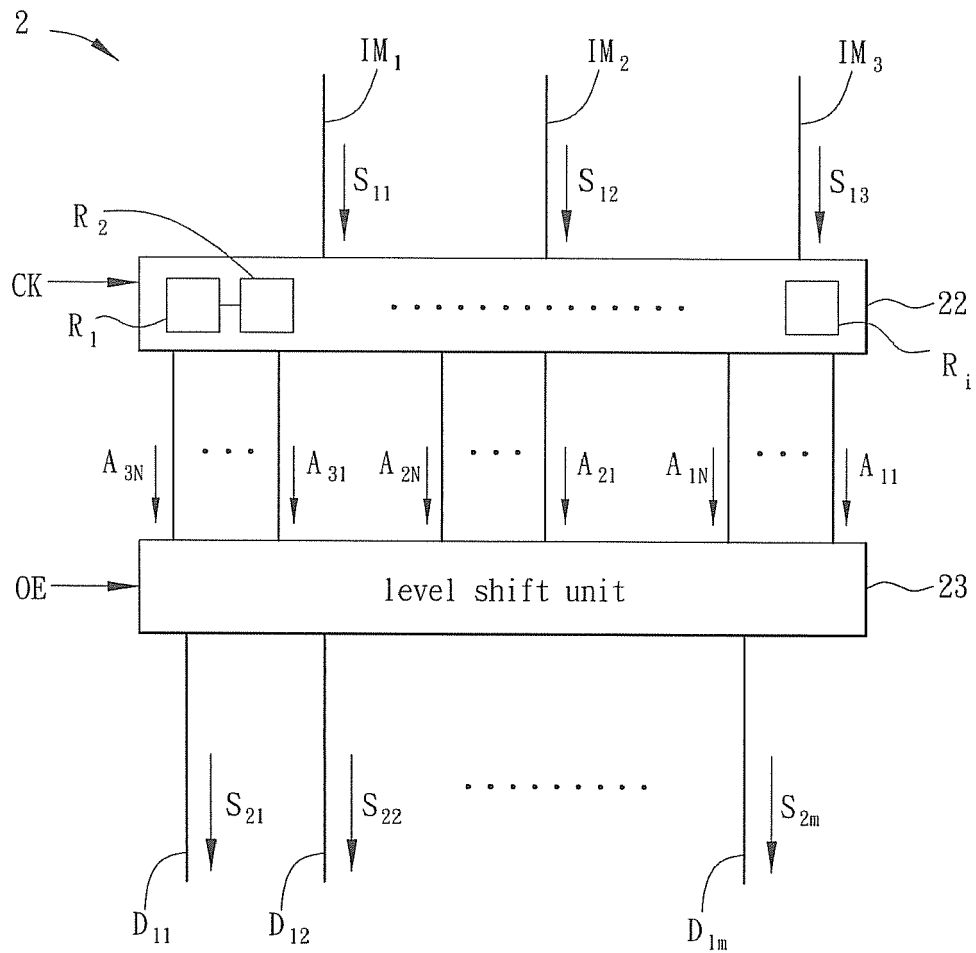 2
IM1 IM2 IM3
S11 S12 S13
R2
CK
R1
22
Ri
A3N A31 A2N A21 A1N A11
OE
level shift unit
23
S21 S22 S2m
D11 D12 D1m